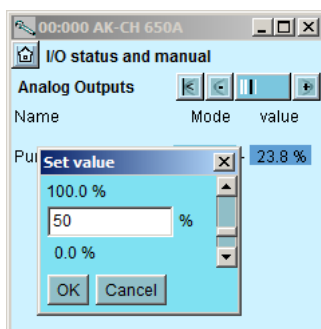 00:000 AK-CH 650A
I/O status and manual
Analog Outputs
Name Mode value
Pu - 23.8 %
Set value
100.0 %
50 %
0.0 %
OK Cancel